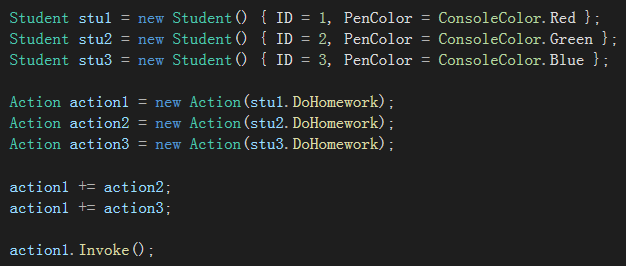 Student stu1 = new Student() { ID = 1, PenColor = ConsoleColor.Red };
Student stu2 = new Student() { ID = 2, PenColor = ConsoleColor.Green };
Student stu3 = new Student() { ID = 3, PenColor = ConsoleColor.Blue };
Action action1 = new Action(stu1.DoHomework);
Action action2 = new Action(stu2.DoHomework);
Action action3 = new Action(stu3.DoHomework);
action1 += action2;
action1 += action3;
action1.Invoke();